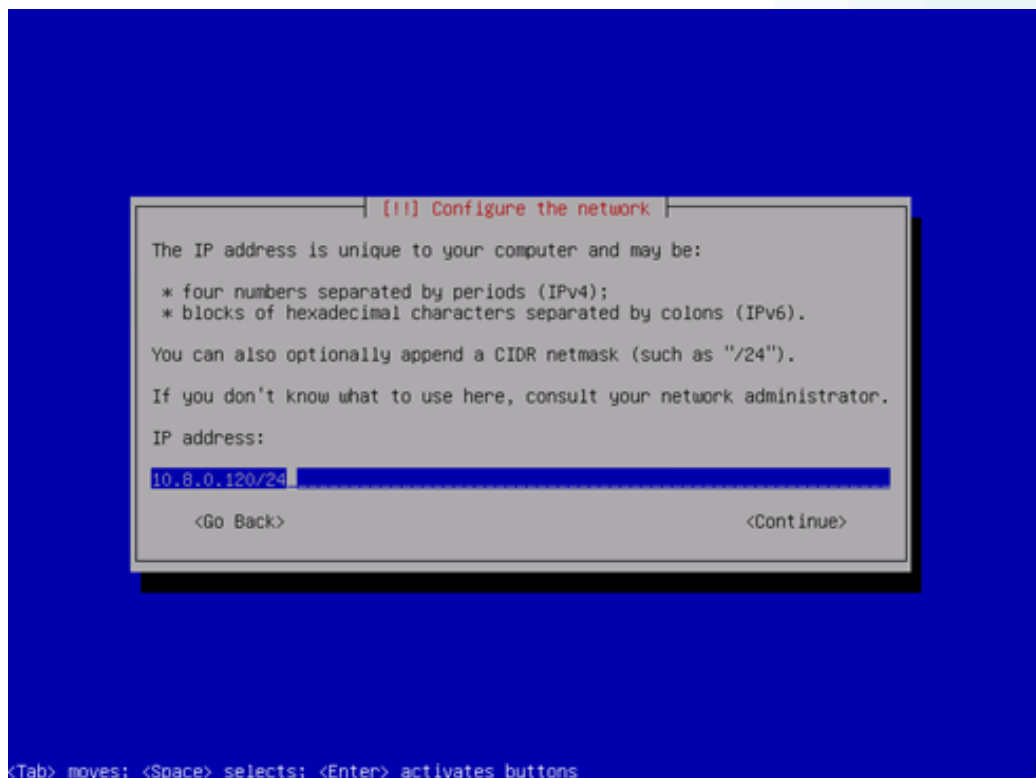 [!!] Configure the network
The IP address is unique to your computer and may be:
* four numbers separated by periods (IPv4);
* blocks of hexadecimal characters separated by colons (IPv6).
You can also optionally append a CIDR netmask (such as "/24").
If you don't know what to use here, consult your network administrator.
IP address:
10.8.0.120/24
<Go Back> <Continue>
<Tab> moves; <Space> selects; <Enter> activates buttons